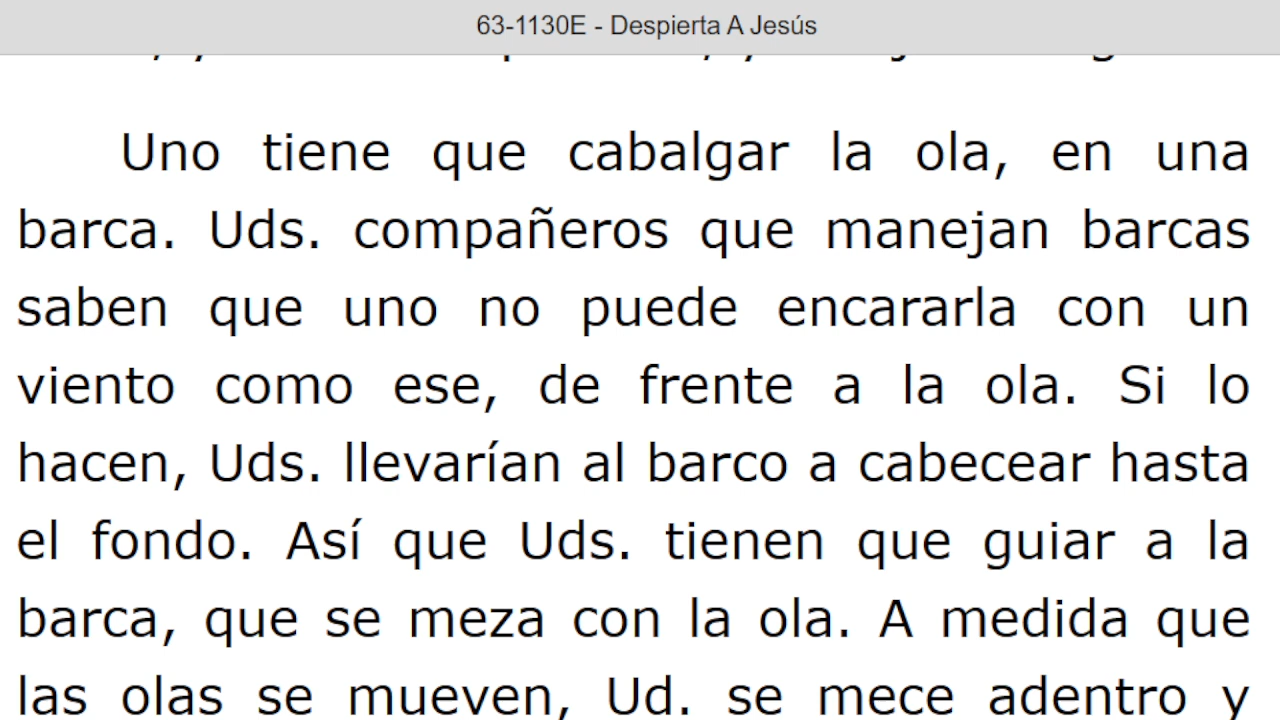 63-1130E - Despierta A Jesús
Uno tiene que cabalgar la ola, en una
barca. Uds. compañeros que manejan barcas
saben que uno no puede encararla con un
viento como ese, de frente a la ola. Si lo
hacen, Uds. llevarían al barco a cabecear hasta
el fondo. Así que Uds. tienen que guiar a la
barca, que se meza con la ola. A medida que
las olas se mueven, Ud. se mece adentro y